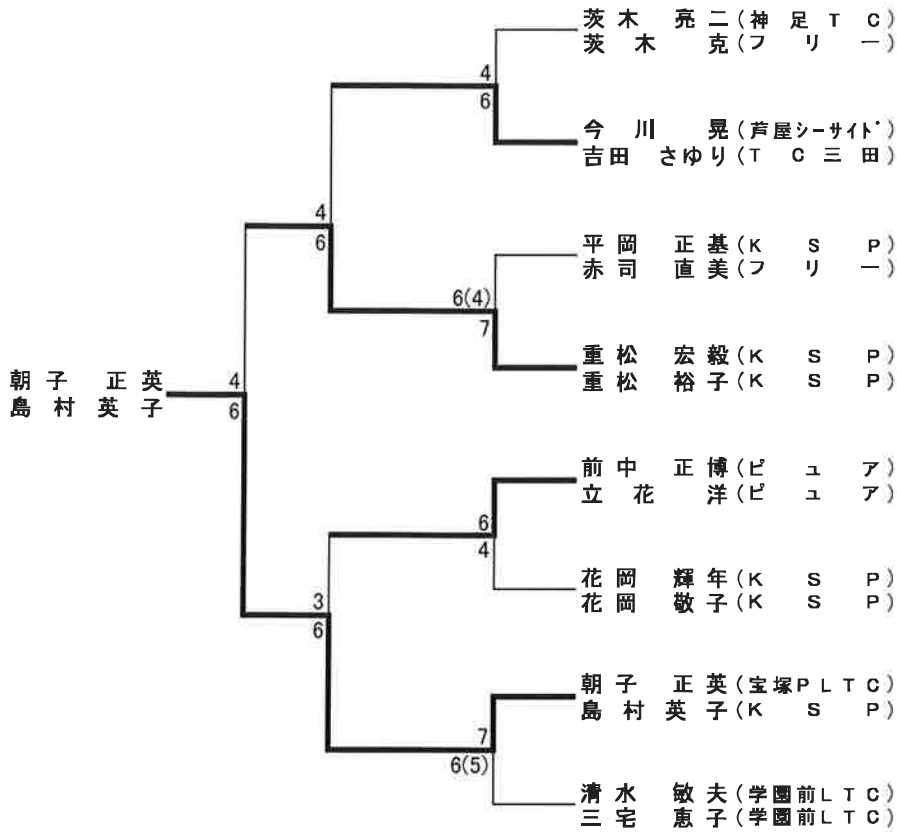 茨木 亮二(神足TC)
茨木 克(フリー)
4
6
今川 晃(芦屋シーサイド)
吉田 さゆり(TC三田)
4
6
平岡 正基(KSP)
赤司 直美(フリー)
6(4)
7
重松 宏毅(KSP)
重松 裕子(KSP)
朝子 正英
島村英子
4
6
前中 正博(ピュア)
立花 洋(ピュア)
6
4
花岡 輝年(KSP)
花岡 敬子(KSP)
3
6
朝子 正英(宝塚PLTC)
島村英子(KSP)
7
6(5)
清水 敏夫(学園前LTC)
三宅 恵子(学園前LTC)